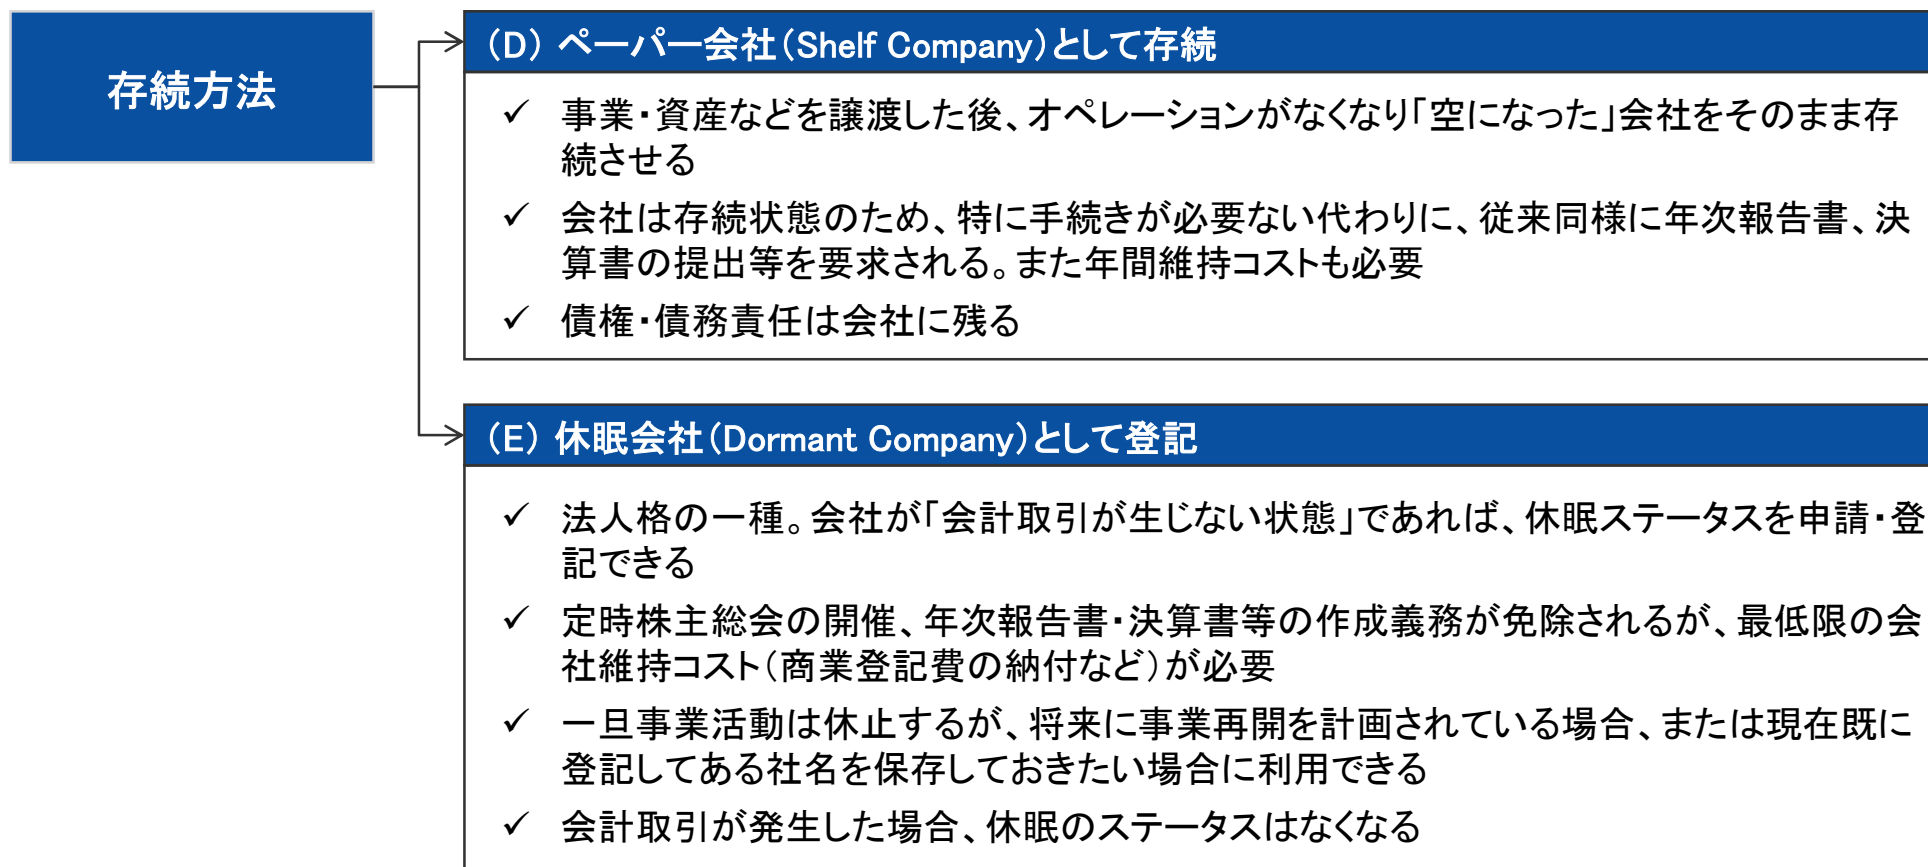 存続方法
（D） ペーパー会社（Shelf Company）として存続
✓ 事業・資産などを譲渡した後、オペレーションがなくなり「空になった」会社をそのまま存
続させる
✓ 会社は存続状態のため、特に手続きが必要ない代わりに、従来同様に年次報告書、決
算書の提出等を要求される。また年間維持コストも必要
✓ 債権・債務責任は会社に残る
（E） 休眠会社（Dormant Company）として登記
✓ 法人格の一種。会社が「会計取引が生じない状態」であれば、休眠ステータスを申請・登
記できる
✓ 定時株主総会の開催、年次報告書・決算書等の作成義務が免除されるが、最低限の会
社維持コスト（商業登記費の納付など）が必要
✓ 一旦事業活動は休止するが、将来に事業再開を計画されている場合、または現在既に
登記してある社名を保存しておきたい場合に利用できる
✓ 会計取引が発生した場合、休眠のステータスはなくなる